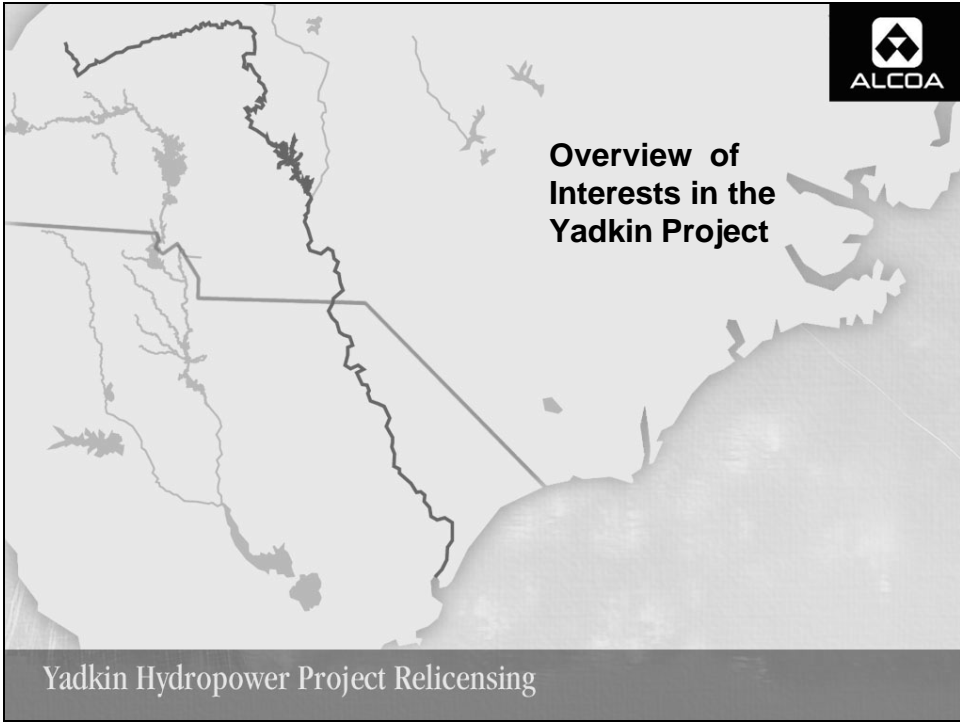 ALCOA
Overview of
Interests in the
Yadkin Project
Yadkin Hydropower Project Relicensing